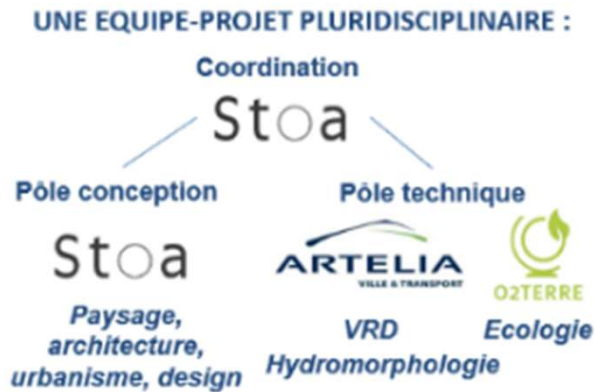 UNE EQUIPE-PROJET PLURIDISCIPLINAIRE :
Coordination
Stoa
Pôle conception
Stoa
Paysage,
architecture,
urbanisme, design
Pôle technique
ARTELIA
VILLE & TRANSPORT
VRD
Hydromorphologie
O2TERRE
Ecologie